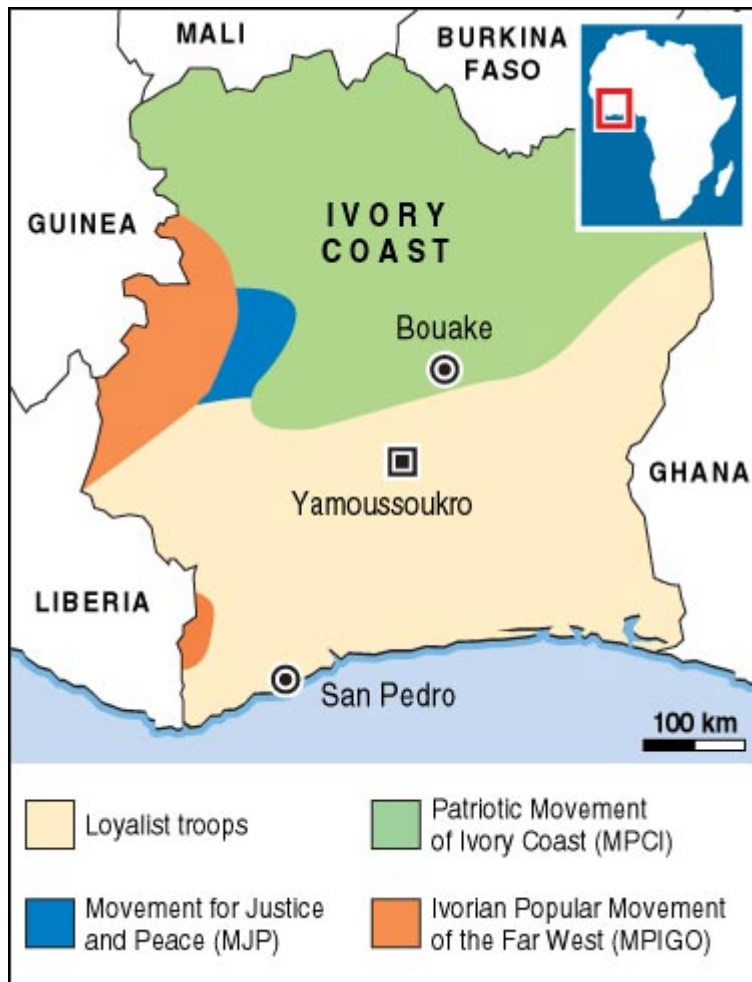 MALI
BURKINA
FASO
GUINEA
IVORY
COAST
Bouake
GHANA
Yamoussoukro
LIBERIA
San Pedro
100 km
Loyalist troops
Patriotic Movement
of Ivory Coast (MPCI)
Movement for Justice
and Peace (MJP)
Ivorian Popular Movement
of the Far West (MPIGO)